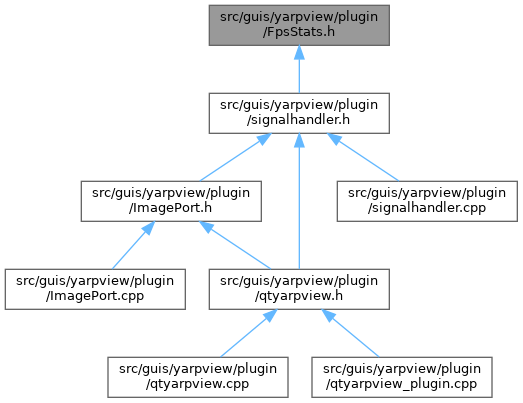 src/guis/yarpview/plugin
/FpsStats.h
src/guis/yarpview/plugin
/signalhandler.h
src/guis/yarpview/plugin
/ImagePort.h
src/guis/yarpview/plugin
/signalhandler.cpp
src/guis/yarpview/plugin
/ImagePort.cpp
src/guis/yarpview/plugin
/qtyarpview.h
src/guis/yarpview/plugin
/qtyarpview.cpp
src/guis/yarpview/plugin
/qtyarpview_plugin.cpp